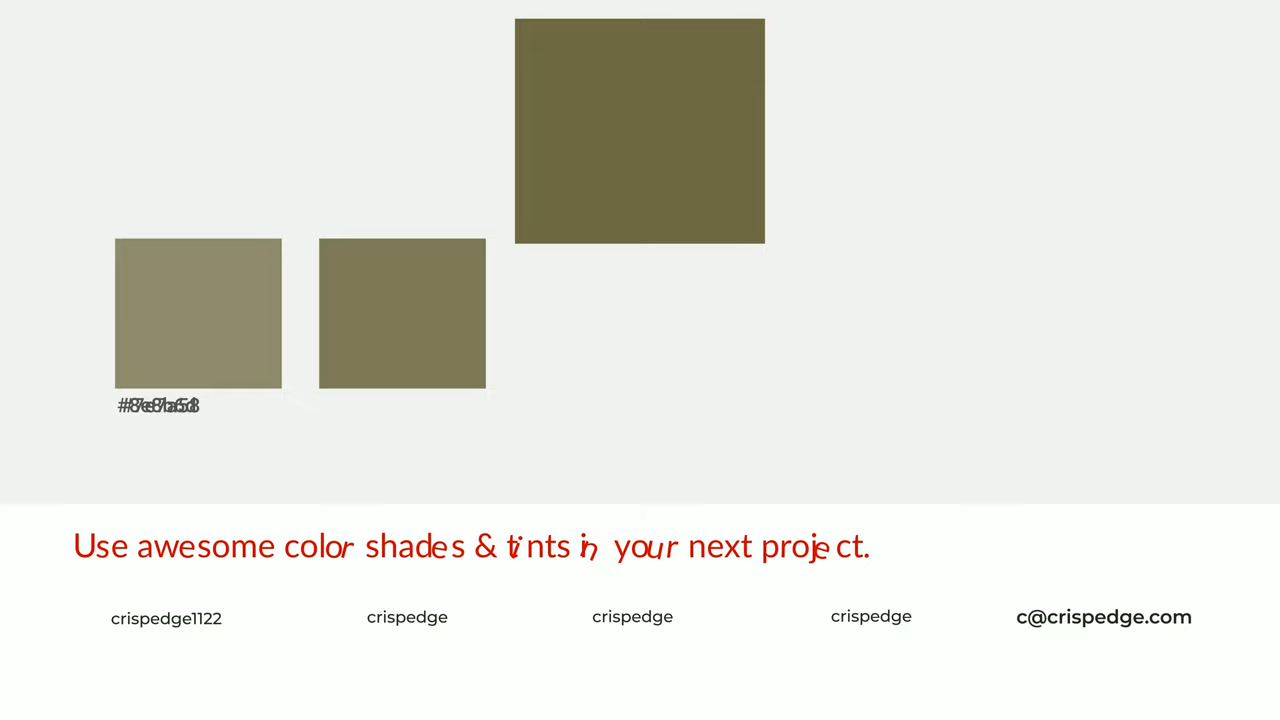 Use awesome color shades & tints in your next project.
crispedge1122 crispedge crispedge crispedge c@crispedge.com